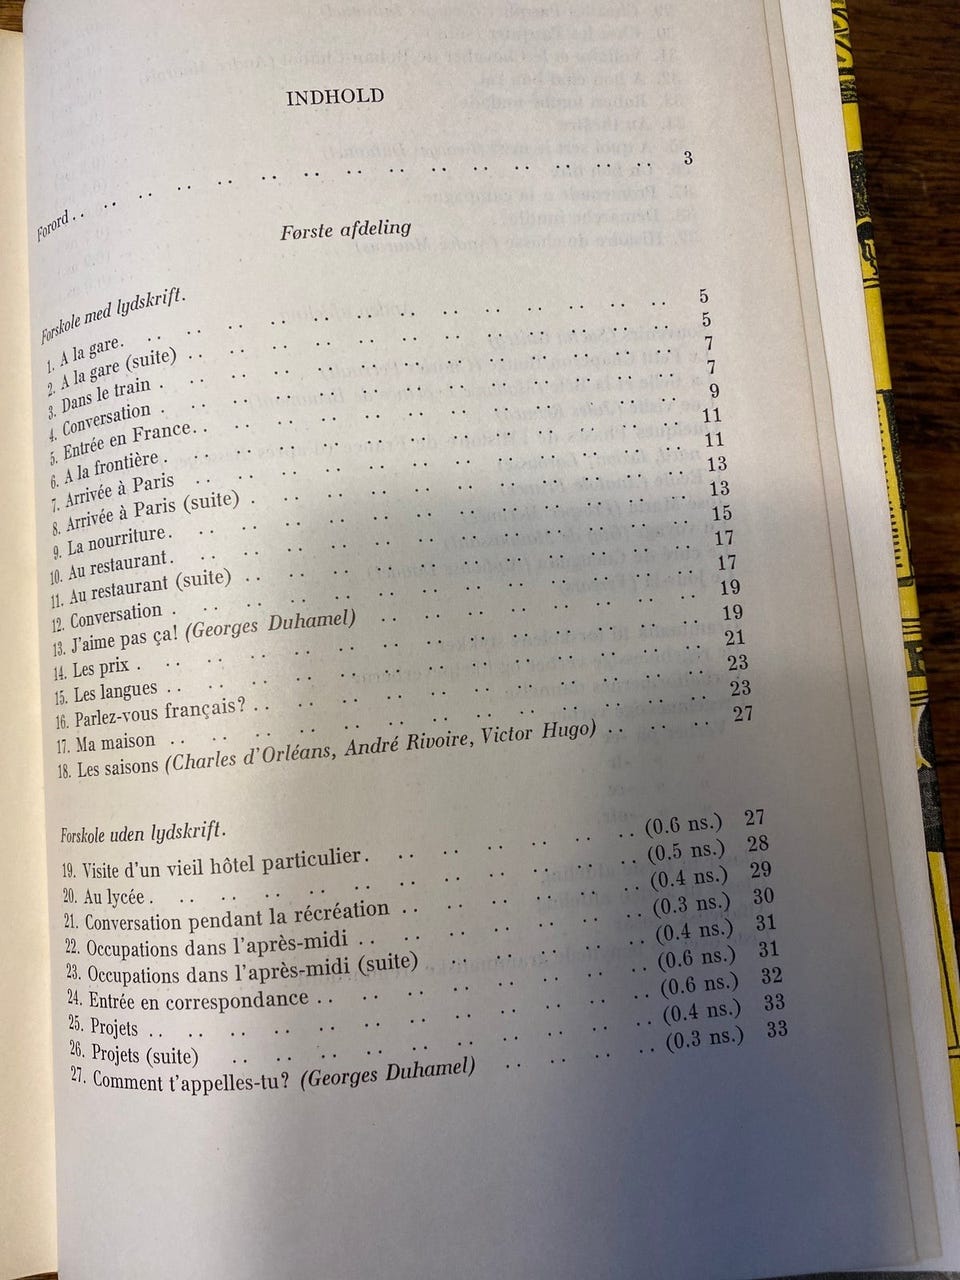 INDHOLD
Forord 3
Første afdeling
Forskole med lydskrift.
1. A la gare 5
2. A la gare (suite) 5
3. Dans le train 7
4. Conversation 7
5. Entrée en France 9
6. A la frontière 11
7. Arrivée à Paris 11
8. Arrivée à Paris (suite) 13
9. La nourriture 13
10. Au restaurant 15
11. Au restaurant (suite) 17
12. Conversation 17
13. J'aime pas ça! (Georges Duhamel) 19
14. Les prix 19
15. Les langues 21
16. Parlez-vous français? 23
17. Ma maison 23
18. Les saisons (Charles d'Orléans, André Rivoire, Victor Hugo) 27
Forskole uden lydskrift.
19. Visite d'un vieil hôtel particulier (0.6 ns.) 27
20. Au lycée (0.5 ns.) 28
21. Conversation pendant la récréation (0.4 ns.) 29
22. Occupations dans l'après-midi (0.3 ns.) 30
23. Occupations dans l'après-midi (suite) (0.4 ns.) 31
24. Entrée en correspondance (0.6 ns.) 31
25. Projets (0.6 ns.) 32
26. Projets (suite) (0.4 ns.) 33
27. Comment t'appelles-tu? (Georges Duhamel) (0.3 ns.) 33